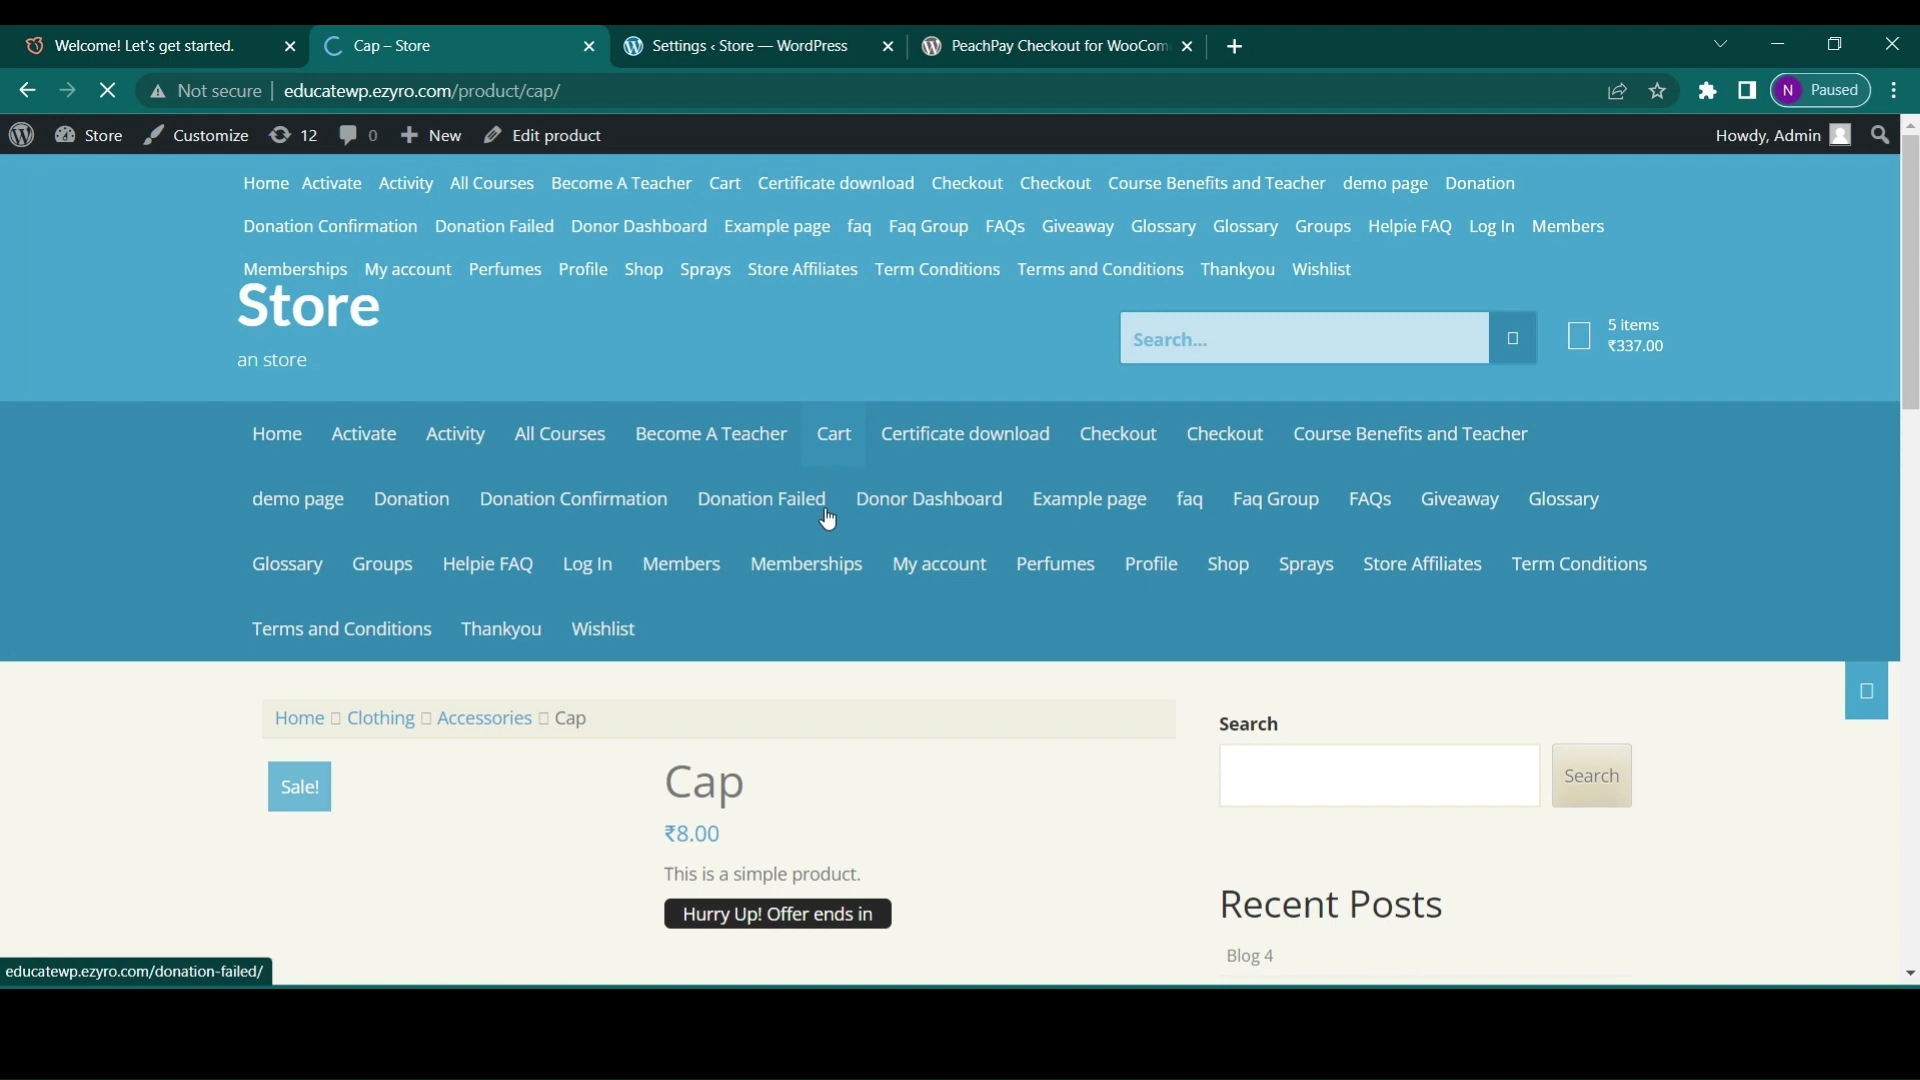 Welcome! Let's get started.
Cap – Store
Settings ‹ Store — WordPress
PeachPay Checkout for WooCom
Not secure
educatewp.ezyro.com/product/cap/
N Paused
Store Customize 12 0 New Edit product
Howdy, Admin
Home Activate Activity All Courses Become A Teacher Cart Certificate download Checkout Checkout Course Benefits and Teacher demo page Donation
Donation Confirmation Donation Failed Donor Dashboard Example page faq Faq Group FAQs Giveaway Glossary Glossary Groups Helpie FAQ Log In Members
Memberships My account Perfumes Profile Shop Sprays Store Affiliates Term Conditions Terms and Conditions Thankyou Wishlist
Store
an store
Search...
5 items
₹337.00
Home Activate Activity All Courses Become A Teacher Cart Certificate download Checkout Checkout Course Benefits and Teacher
demo page Donation Donation Confirmation Donation Failed Donor Dashboard Example page faq Faq Group FAQs Giveaway Glossary
Glossary Groups Helpie FAQ Log In Members Memberships My account Perfumes Profile Shop Sprays Store Affiliates Term Conditions
Terms and Conditions Thankyou Wishlist
Home Clothing Accessories Cap
Sale!
Cap
₹8.00
This is a simple product.
Hurry Up! Offer ends in
Search
Search
Recent Posts
Blog 4
educatewp.ezyro.com/donation-failed/